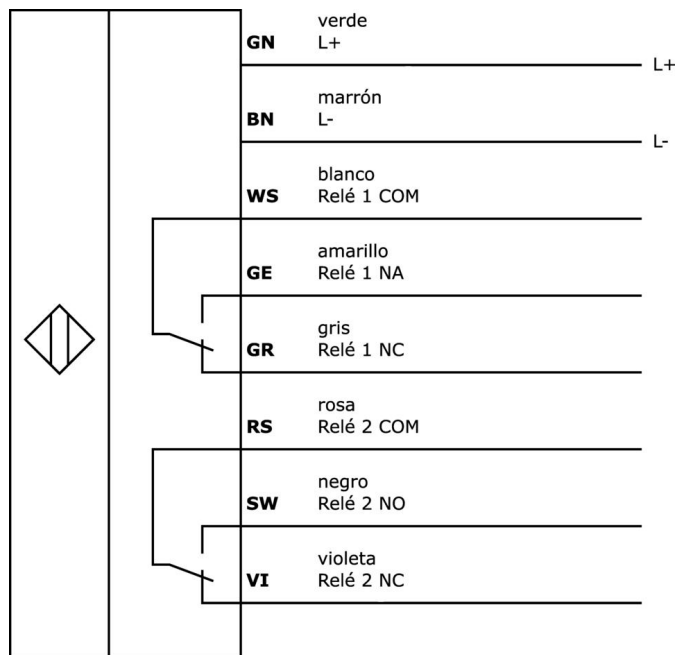 verde
GN L+
L+
marrón
BN L-
L-
blanco
WS Relé 1 COM
amarillo
GE Relé 1 NA
gris
GR Relé 1 NC
rosa
RS Relé 2 COM
negro
SW Relé 2 NO
violeta
VI Relé 2 NC